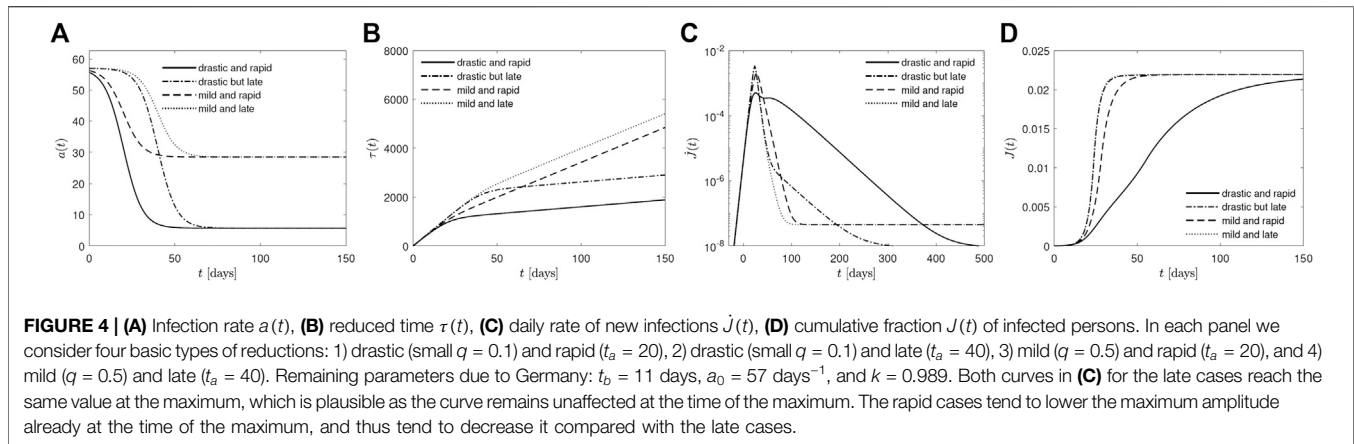 A
B
C
D
60
50
40
30
20
10
0
a(t)
drastic and rapid
drastic but late
mild and rapid
mild and late
0
50
100
150
t [days]
8000
6000
4000
2000
0
τ(t)
drastic and rapid
drastic but late
mild and rapid
mild and late
0
50
100
150
t [days]
10⁻²
10⁻⁴
10⁻⁶
10⁻⁸
J̇(t)
drastic and rapid
drastic but late
mild and rapid
mild and late
0
100
200
300
400
500
t [days]
0.025
0.02
0.015
0.01
0.005
0
J(t)
drastic and rapid
drastic but late
mild and rapid
mild and late
0
50
100
150
t [days]
FIGURE 4 | (A) Infection rate a(t), (B) reduced time τ(t), (C) daily rate of new infections J̇(t), (D) cumulative fraction J(t) of infected persons. In each panel we
consider four basic types of reductions: 1) drastic (small q = 0.1) and rapid (tₐ = 20), 2) drastic (small q = 0.1) and late (tₐ = 40), 3) mild (q = 0.5) and rapid (tₐ = 20), and 4)
mild (q = 0.5) and late (tₐ = 40). Remaining parameters due to Germany: t_b = 11 days, a₀ = 57 days⁻¹, and k = 0.989. Both curves in (C) for the late cases reach the
same value at the maximum, which is plausible as the curve remains unaffected at the time of the maximum. The rapid cases tend to lower the maximum amplitude
already at the time of the maximum, and thus tend to decrease it compared with the late cases.